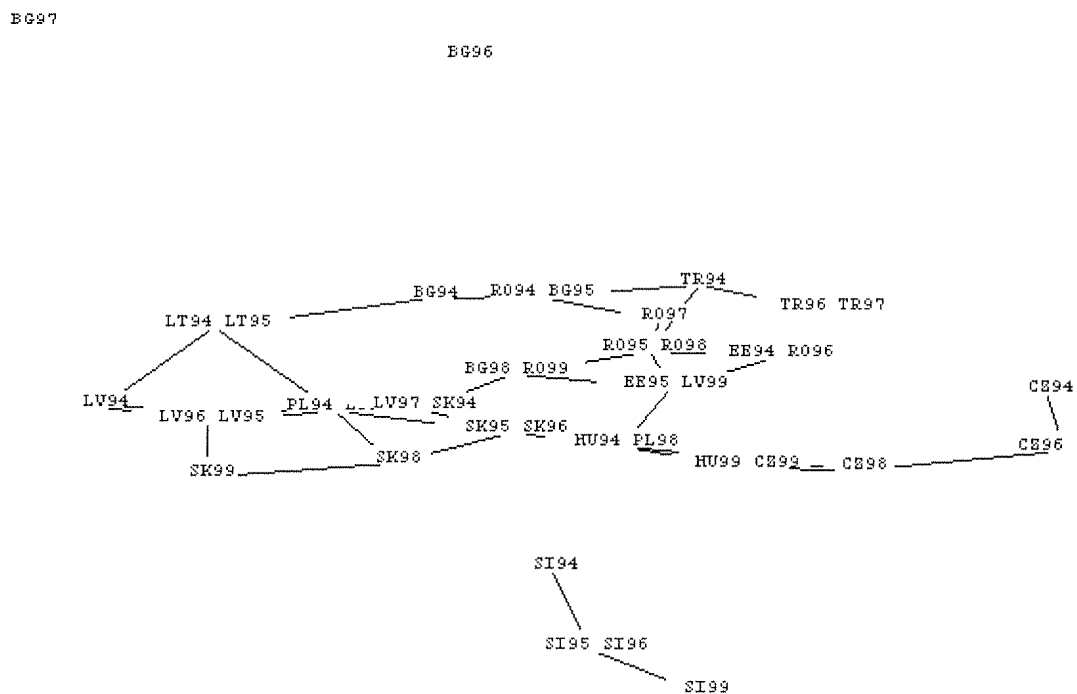 BG97
BG96
TR94
BG94 RO94 BG95
TR96 TR97
RO97
LT94 LT95
RO95 RO98
EE94 RO96
BG98 RO99
EE95 LV99
CZ94
LV94
PL94 LV97 SK94
LV96 LV95
SK95 SK96
HU94 PL98
CZ96
SK98
HU99 CZ99 CZ98
SK99
SI94
SI95 SI96
SI99